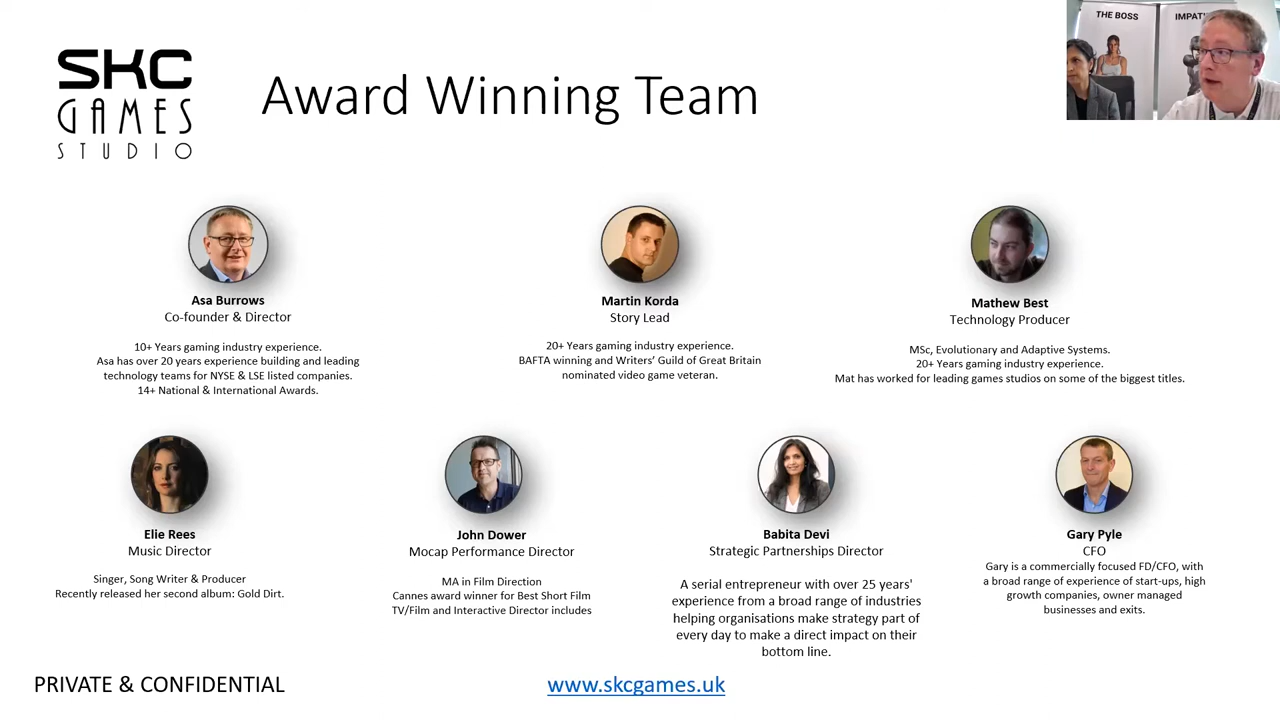 SKC
GAMES
STUDIO
Award Winning Team
THE BOSS
IMPATI
Asa Burrows
Co-founder & Director
10+ Years gaming industry experience.
Asa has over 20 years experience building and leading
technology teams for NYSE & LSE listed companies.
14+ National & International Awards.
Martin Korda
Story Lead
20+ Years gaming industry experience.
BAFTA winning and Writers' Guild of Great Britain
nominated video game veteran.
Mathew Best
Technology Producer
MSc, Evolutionary and Adaptive Systems.
20+ Years gaming industry experience.
Mat has worked for leading games studios on some of the biggest titles.
Elie Rees
Music Director
Singer, Song Writer & Producer
Recently released her second album: Gold Dirt.
John Dower
Mocap Performance Director
MA in Film Direction
Cannes award winner for Best Short Film
TV/Film and Interactive Director includes
Babita Devi
Strategic Partnerships Director
A serial entrepreneur with over 25 years'
experience from a broad range of industries
helping organisations make strategy part of
every day to make a direct impact on their
bottom line.
Gary Pyle
CFO
Gary is a commercially focused FD/CFO, with
a broad range of experience of start-ups, high
growth companies, owner managed
businesses and exits.
PRIVATE & CONFIDENTIAL
www.skcgames.uk